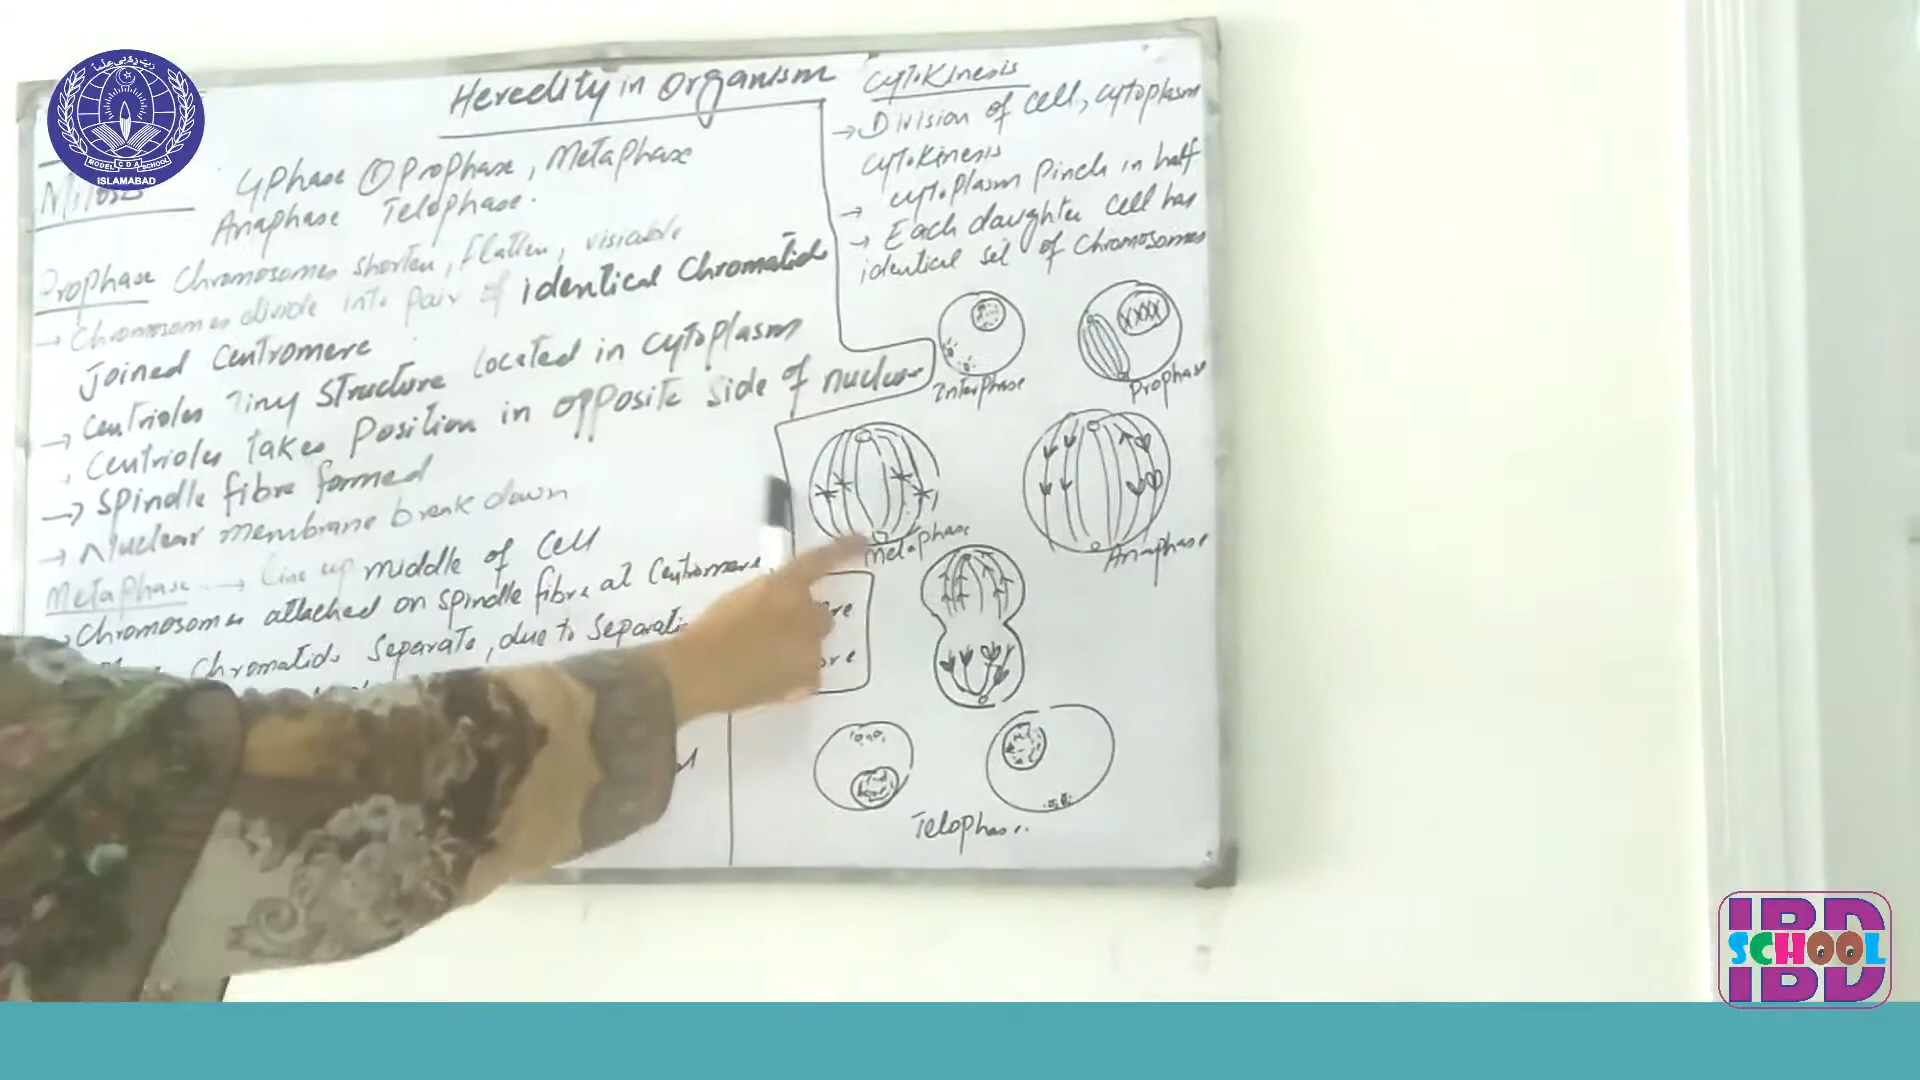 Heredity in Organism
Mitosis
4 Phase ① Prophase, Metaphase
Anaphase Telophase.
Prophase Chromosomes shorten, flatten, visiable
→ Chromosomes divide into pair of identical Chromatids
Joined Centromere
→ Centrioles Tiny structure located in cytoplasm
Centrioles takes Position in opposite side of nucleus
→ Spindle fibre formed
→ Nuclear membrane break down
Metaphase → Line up middle of Cell
Chromosomes attached on spindle fibre at Centromere
Chromatids separate, due to
Cytokinesis
→ Division of cell, cytoplasm
Cytokinesis
→ cytoplasm Pinch in half
→ Each daughter cell has
identical set of Chromosomes
Interphase
Prophase
Metaphase
Anaphase
Telophase.
MODEL CDA SCHOOL
ISLAMABAD
IBD
SCHOOL
IBD